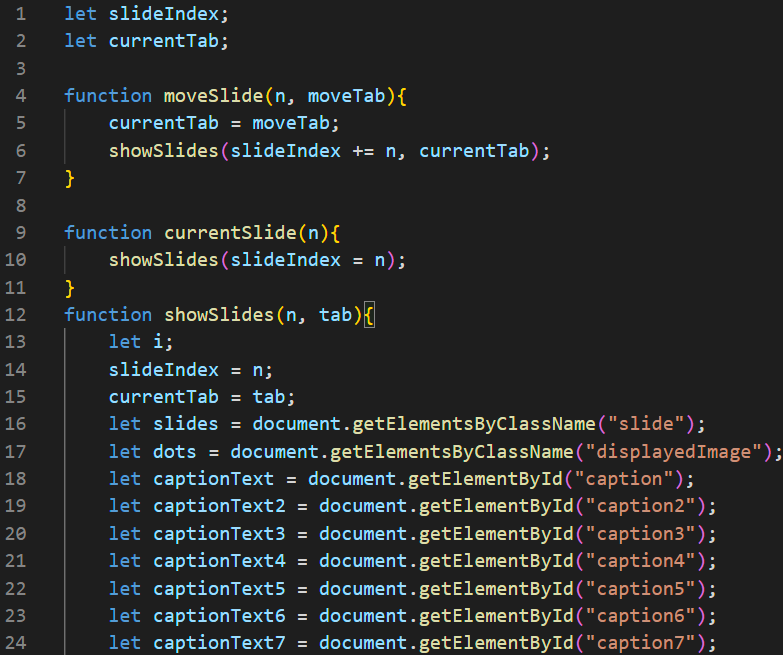 1 let slideIndex;
2 let currentTab;
3
4 function moveSlide(n, moveTab){
5     currentTab = moveTab;
6     showSlides(slideIndex += n, currentTab);
7 }
8
9 function currentSlide(n){
10     showSlides(slideIndex = n);
11 }
12 function showSlides(n, tab){
13     let i;
14     slideIndex = n;
15     currentTab = tab;
16     let slides = document.getElementsByClassName("slide");
17     let dots = document.getElementsByClassName("displayedImage");
18     let captionText = document.getElementById("caption");
19     let captionText2 = document.getElementById("caption2");
20     let captionText3 = document.getElementById("caption3");
21     let captionText4 = document.getElementById("caption4");
22     let captionText5 = document.getElementById("caption5");
23     let captionText6 = document.getElementById("caption6");
24     let captionText7 = document.getElementById("caption7");